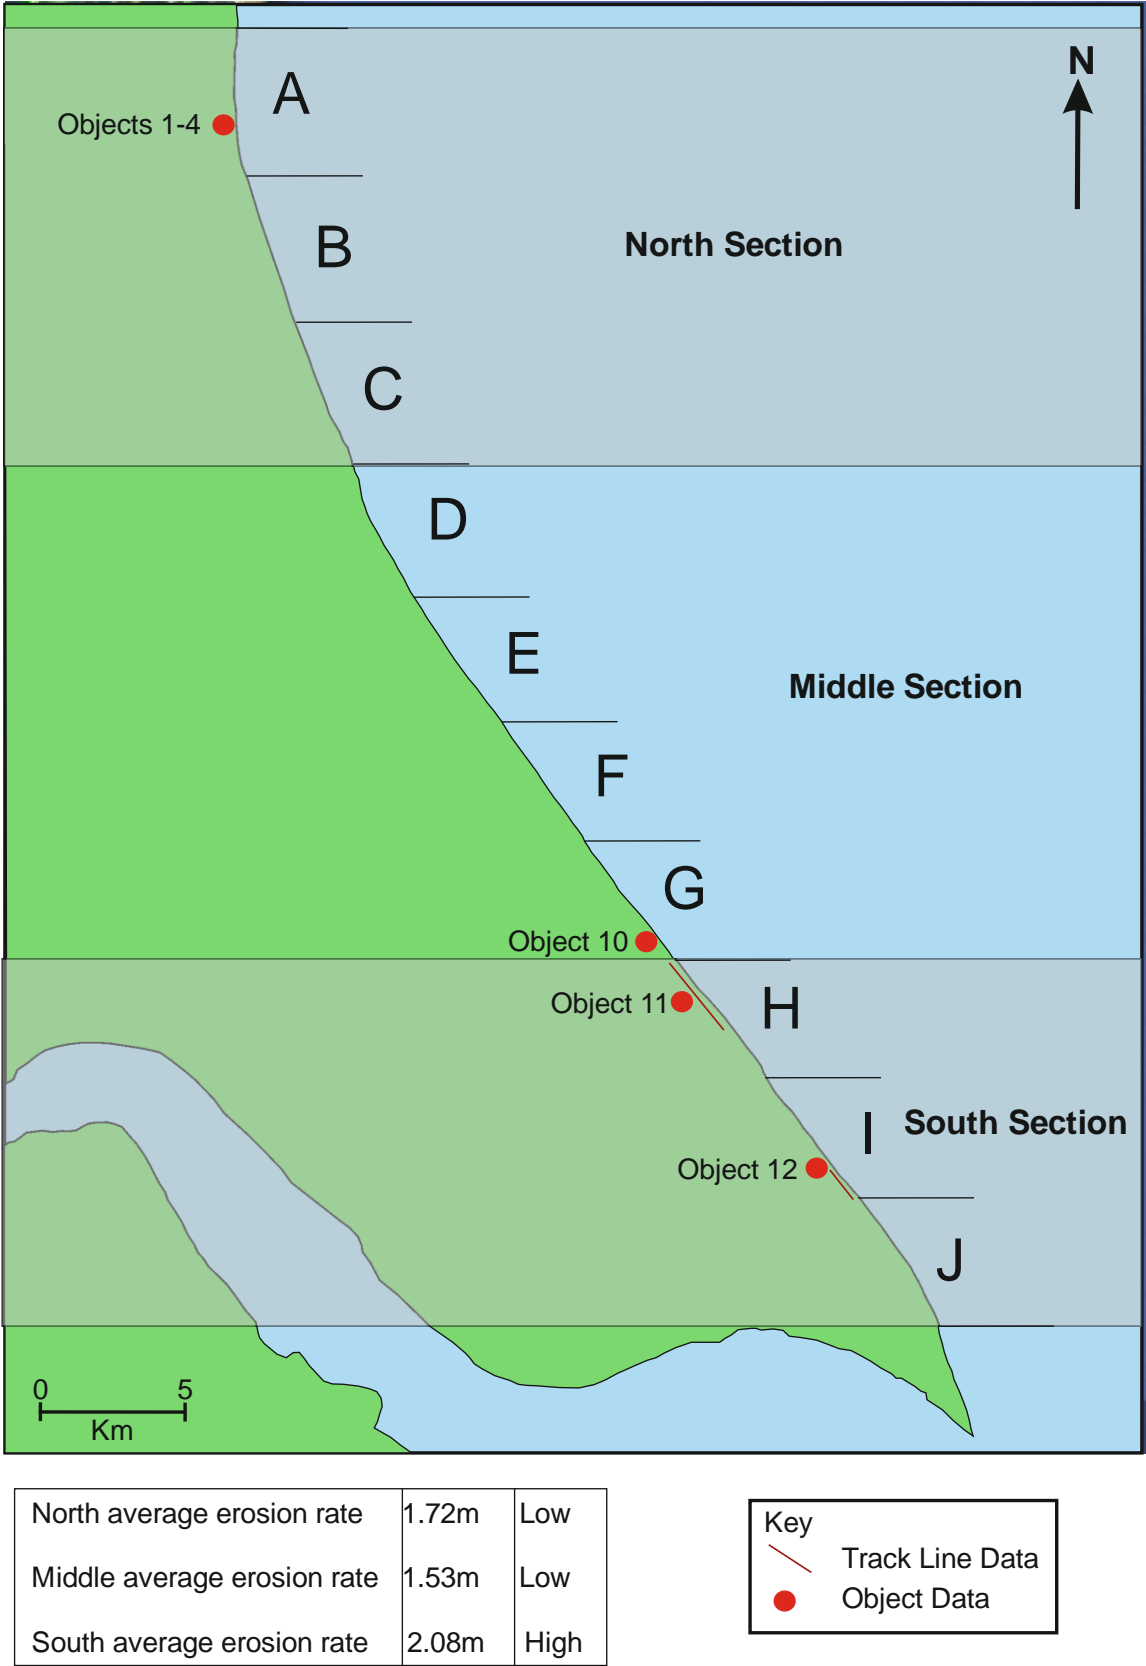 N
A
Objects 1-4
B
North Section
C
D
E
Middle Section
F
G
Object 10
Object 11
H
I
South Section
Object 12
J
0 5
Km
North average erosion rate 1.72m Low
Middle average erosion rate 1.53m Low
South average erosion rate 2.08m High
Key
Track Line Data
Object Data